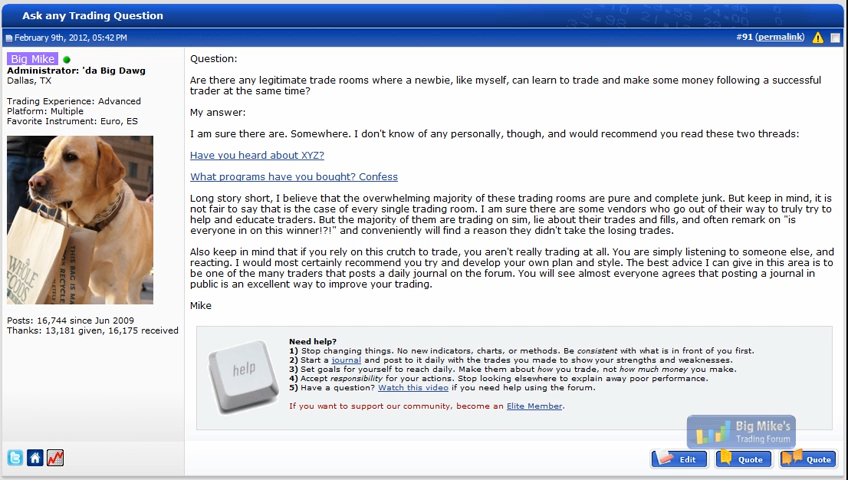 Ask any Trading Question
February 9th, 2012, 05:42 PM
#91 (permalink)
Big Mike
Administrator: 'da Big Dawg
Dallas, TX
Trading Experience: Advanced
Platform: Multiple
Favorite Instrument: Euro, ES
WHOLE FOODS
THIS BAG IS
Posts: 16,744 since Jun 2009
Thanks: 13,181 given, 16,175 received
Question:
Are there any legitimate trade rooms where a newbie, like myself, can learn to trade and make some money following a successful
trader at the same time?
My answer:
I am sure there are. Somewhere. I don't know of any personally, though, and would recommend you read these two threads:
Have you heard about XYZ?
What programs have you bought? Confess
Long story short, I believe that the overwhelming majority of these trading rooms are pure and complete junk. But keep in mind, it is
not fair to say that is the case of every single trading room. I am sure there are some vendors who go out of their way to truly try to
help and educate traders. But the majority of them are trading on sim, lie about their trades and fills, and often remark on "is
everyone in on this winner!?!" and conveniently will find a reason they didn't take the losing trades.
Also keep in mind that if you rely on this crutch to trade, you aren't really trading at all. You are simply listening to someone else, and
reacting. I would most certainly recommend you try and develop your own plan and style. The best advice I can give in this area is to
be one of the many traders that posts a daily journal on the forum. You will see almost everyone agrees that posting a journal in
public is an excellent way to improve your trading.
Mike
help
Need help?
1) Stop changing things. No new indicators, charts, or methods. Be consistent with what is in front of you first.
2) Start a journal and post to it daily with the trades you made to show your strengths and weaknesses.
3) Set goals for yourself to reach daily. Make them about how you trade, not how much money you make.
4) Accept responsibility for your actions. Stop looking elsewhere to explain away poor performance.
5) Have a question? Watch this video if you need help using the forum.
If you want to support our community, become an Elite Member.
Big Mike's
Trading Forum
Edit
Quote
Quote